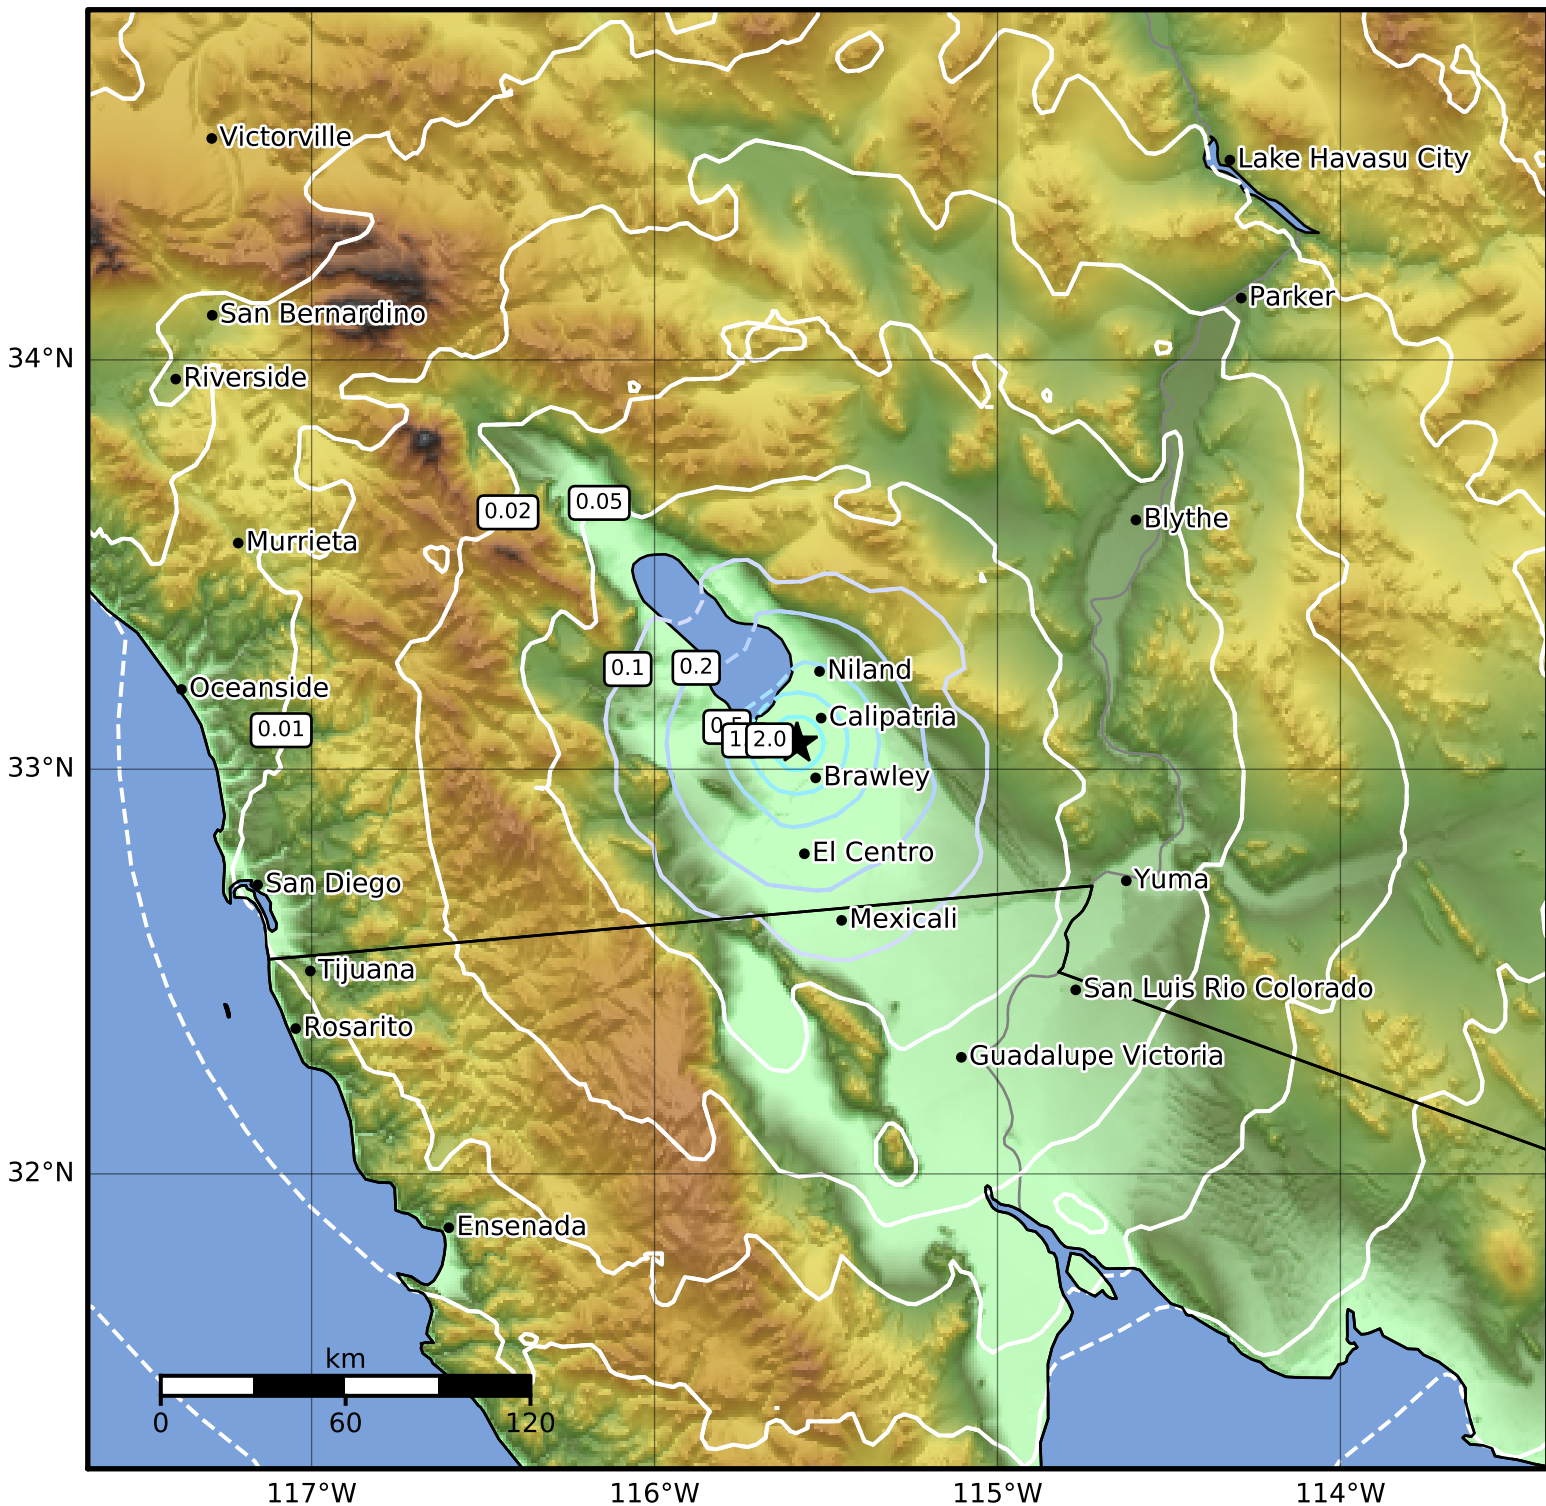 Victorville
Lake Havasu City
San Bernardino
Parker
34°N
Riverside
0.02
0.05
Blythe
Murrieta
0.1
0.2
Niland
Oceanside
0.01
Calipatria
2.0
33°N
Brawley
El Centro
San Diego
Yuma
Mexicali
Tijuana
San Luis Rio Colorado
Rosarito
Guadalupe Victoria
32°N
Ensenada
km
0
60
120
117°W
116°W
115°W
114°W